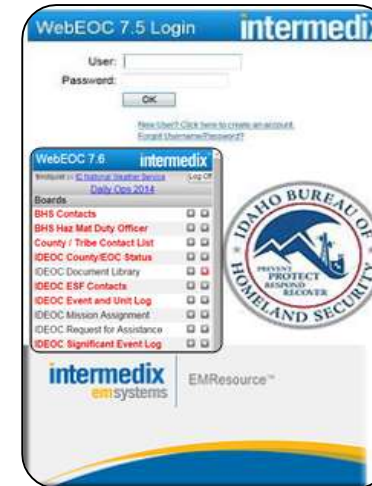 WebEOC 7.5 Login
intermedix
User:
Password:
OK
New User? Click here to create an account.
Forgot Username/Password?
WebEOC 7.6
intermedix
ID National Weather Service
Log Off
Daily Ops 2014
Boards
BHS Contacts
BHS Haz Mat Duty Officer
County / Tribe Contact List
IDEOC County/EOC Status
IDEOC Document Library
IDEOC ESF Contacts
IDEOC Event and Unit Log
IDEOC Mission Assignment
IDEOC Request for Assistance
IDEOC Significant Event Log
IDAHO BUREAU OF
HOMELAND SECURITY
PREVENT
PROTECT
RESPOND
RECOVER
intermedix
emsystems
EMResource™